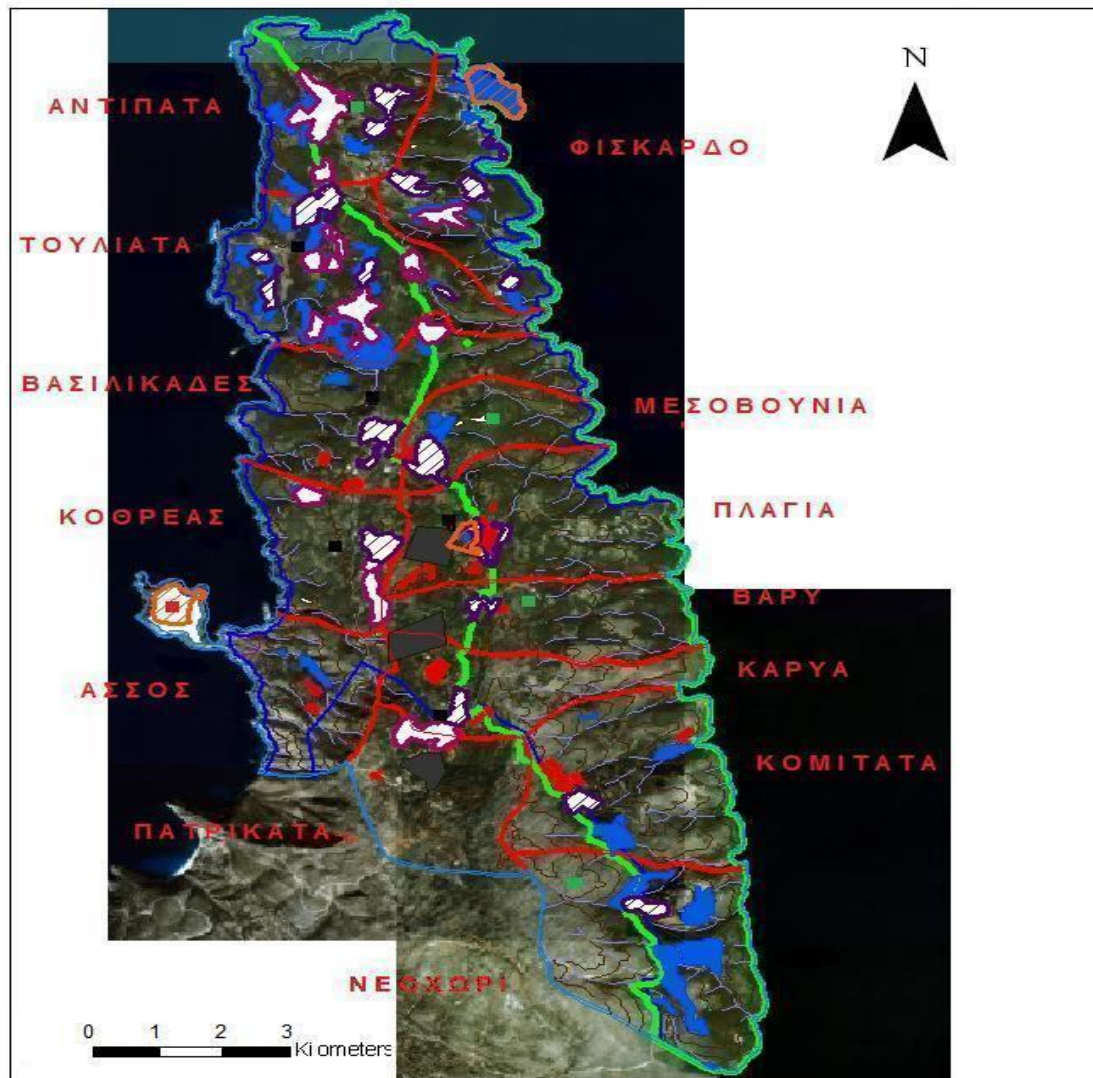 N
ΑΝΤΙΠΑΤΑ
ΦΙΣΚΑΡΔΟ
ΤΟΥΛΙΑΤΑ
ΒΑΣΙΛΙΚΑΔΕΣ
ΜΕΣΟΒΟΥΝΙΑ
ΠΛΑΓΙΑ
ΚΟΘΡΕΑΣ
ΒΑΡΥ
ΚΑΡΥΑ
ΑΣΣΟΣ
ΚΟΜΙΤΑΤΑ
ΠΑΤΡΙΚΑΤΑ
ΝΕΟΧΩΡΙ
0 1 2 3
Kilometers